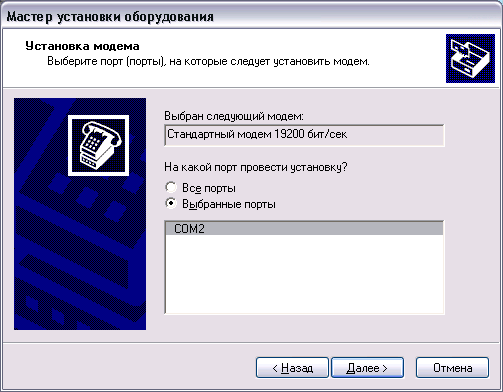 Мастер установки оборудования
Установка модема
Выберите порт (порты), на которые следует установить модем.
Выбран следующий модем:
Стандартный модем 19200 бит/сек
На какой порт провести установку?
Все порты
Выбранные порты
COM2
< Назад
Далее >
Отмена